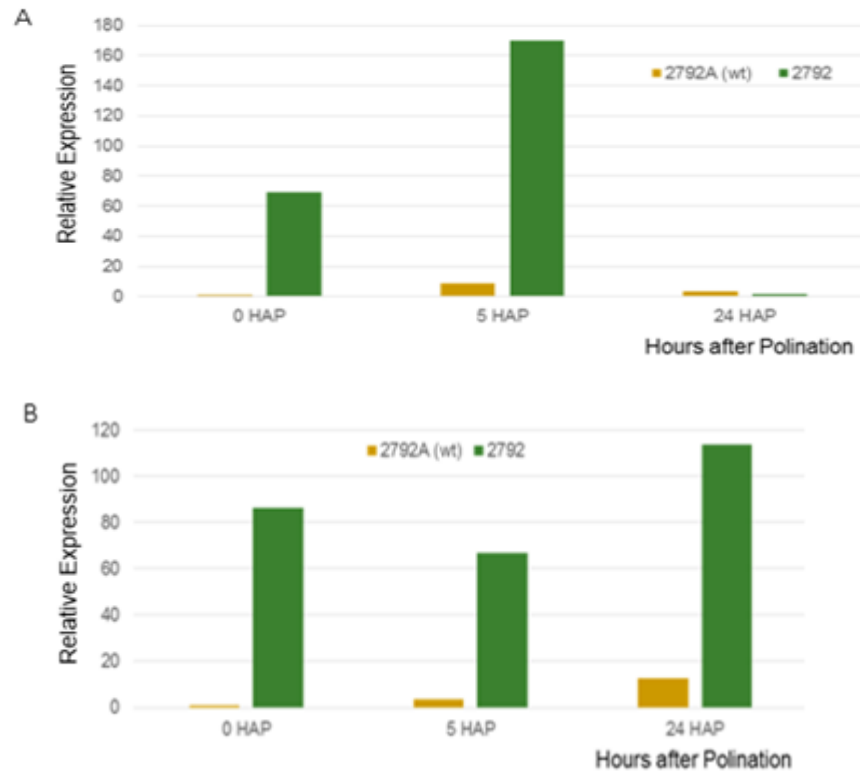 A
180
160
140
120
100
80
60
40
20
0
Relative Expression
2792A (wt) 2792
0 HAP 5 HAP 24 HAP
Hours after Polination
B
120
100
80
60
40
20
0
Relative Expression
2792A (wt) 2792
0 HAP 5 HAP 24 HAP
Hours after Polination